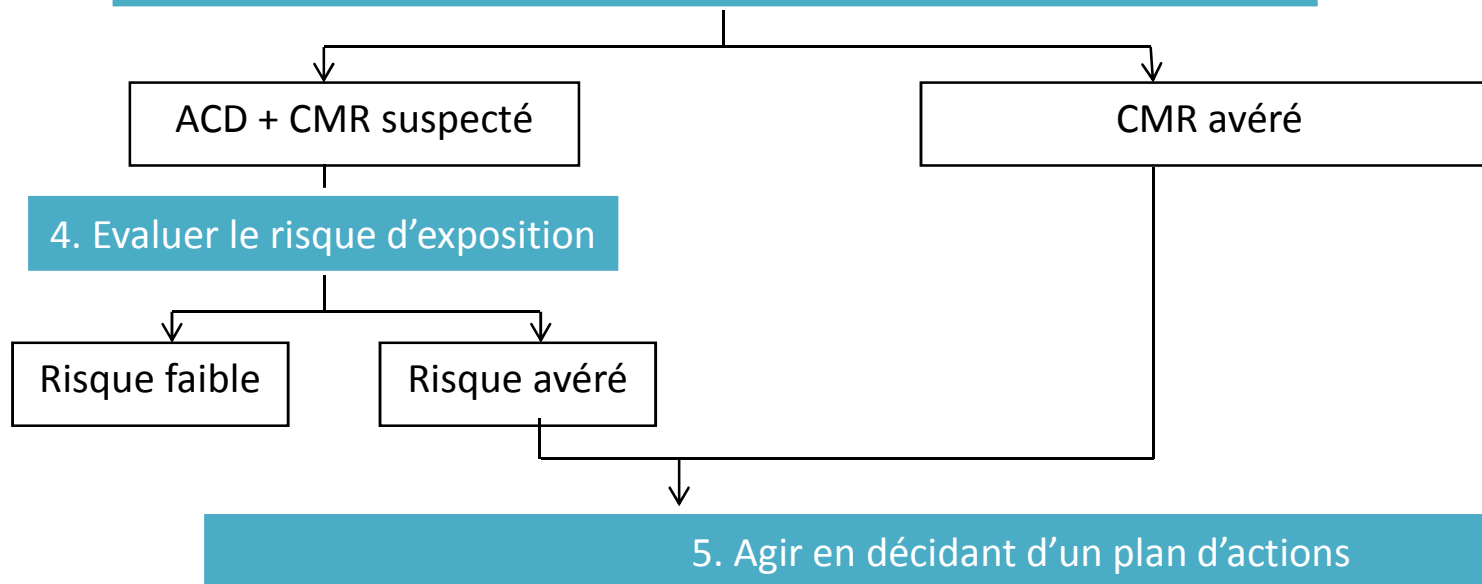 ACD + CMR suspecté
CMR avéré
4. Evaluer le risque d’exposition
Risque faible
Risque avéré
5. Agir en décidant d’un plan d’actions